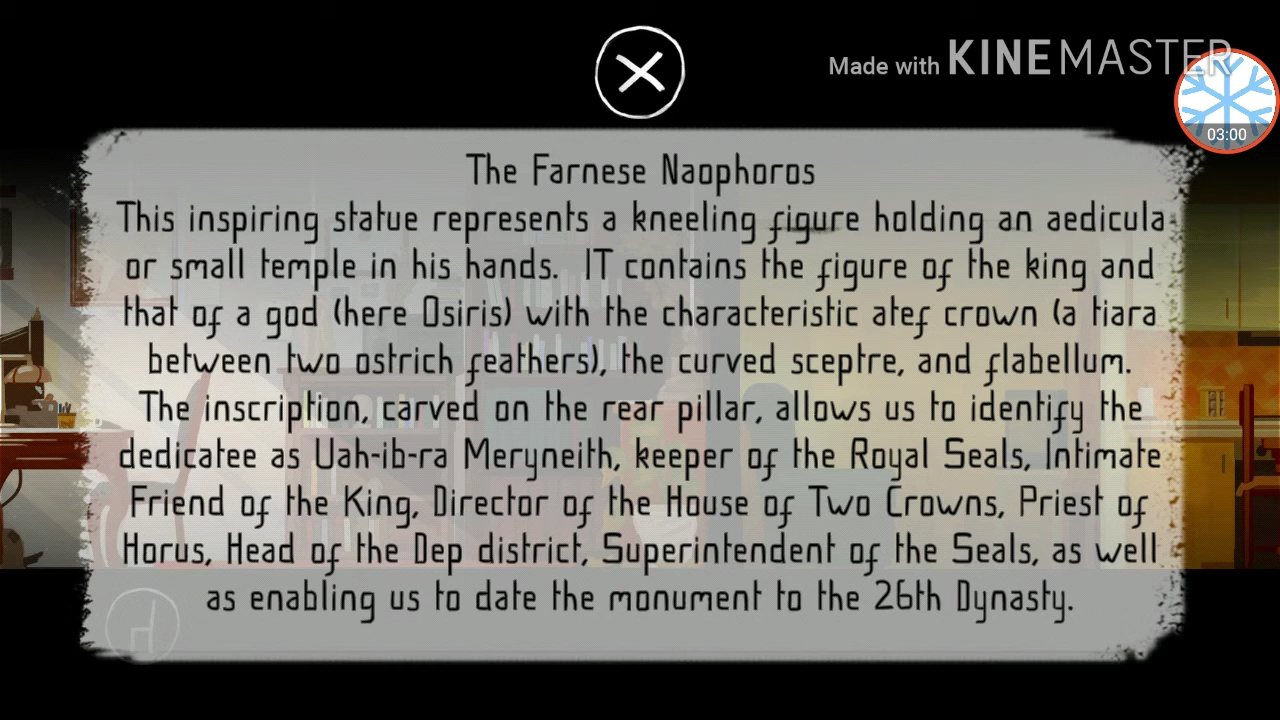 Made with KINEMASTER
03:00
The Farnese Naophoros
This inspiring statue represents a kneeling figure holding an aedicula
or small temple in his hands. IT contains the figure of the king and
that of a god (here Osiris) with the characteristic atef crown (a tiara
between two ostrich feathers), the curved sceptre, and flabellum.
The inscription, carved on the rear pillar, allows us to identify the
dedicatee as Uah-ib-ra Meryneith, keeper of the Royal Seals, Intimate
Friend of the King, Director of the House of Two Crowns, Priest of
Horus, Head of the Dep district, Superintendent of the Seals, as well
as enabling us to date the monument to the 26th Dynasty.